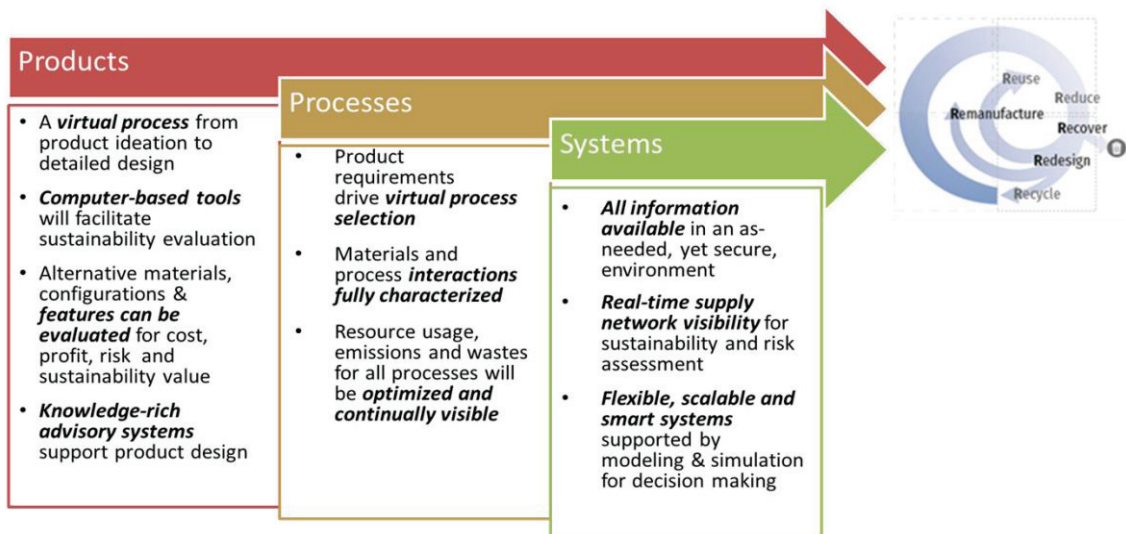 Products
• A virtual process from
product ideation to
detailed design
• Computer-based tools
will facilitate
sustainability evaluation
• Alternative materials,
configurations &
features can be
evaluated for cost,
profit, risk and
sustainability value
• Knowledge-rich
advisory systems
support product design
Processes
• Product
requirements
drive virtual process
selection
• Materials and
process interactions
fully characterized
• Resource usage,
emissions and wastes
for all processes will
be optimized and
continually visible
Systems
• All information
available in an as-
needed, yet secure,
environment
• Real-time supply
network visibility for
sustainability and risk
assessment
• Flexible, scalable and
smart systems
supported by
modeling & simulation
for decision making
Reuse
Reduce
Remanufacture
Recover
Redesign
Recycle